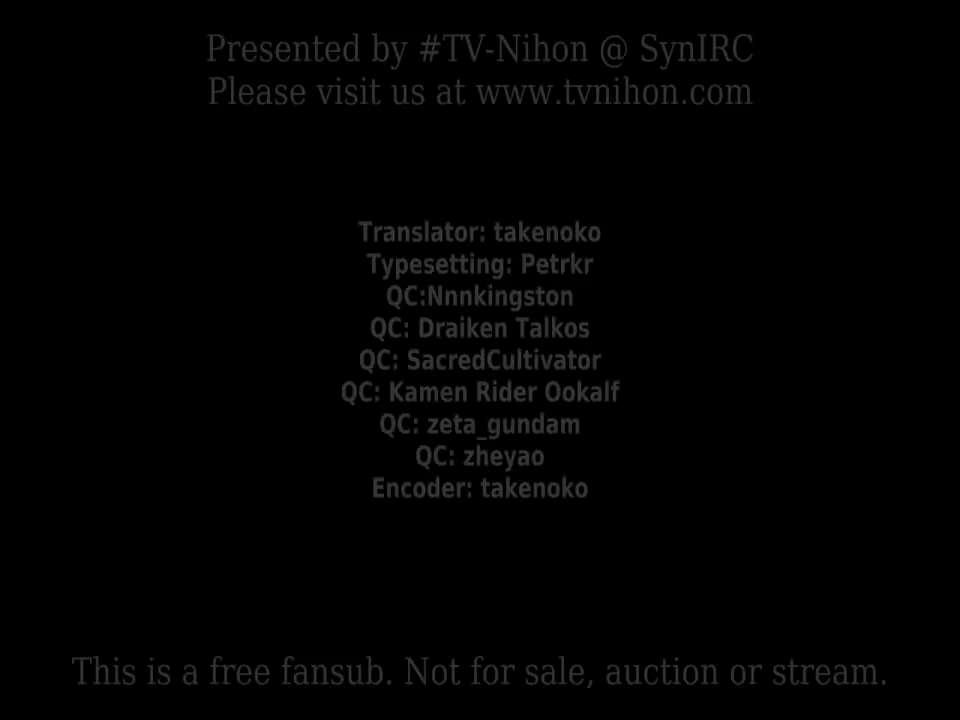 Presented by #TV-Nihon @ SynIRC
Please visit us at www.tvnihon.com
Translator: takenoko
Typesetting: Petrkr
QC:Nnnkingston
QC: Draiken Talkos
QC: SacredCultivator
QC: Kamen Rider Ookalf
QC: zeta_gundam
QC: zheyao
Encoder: takenoko
This is a free fansub. Not for sale, auction or stream.